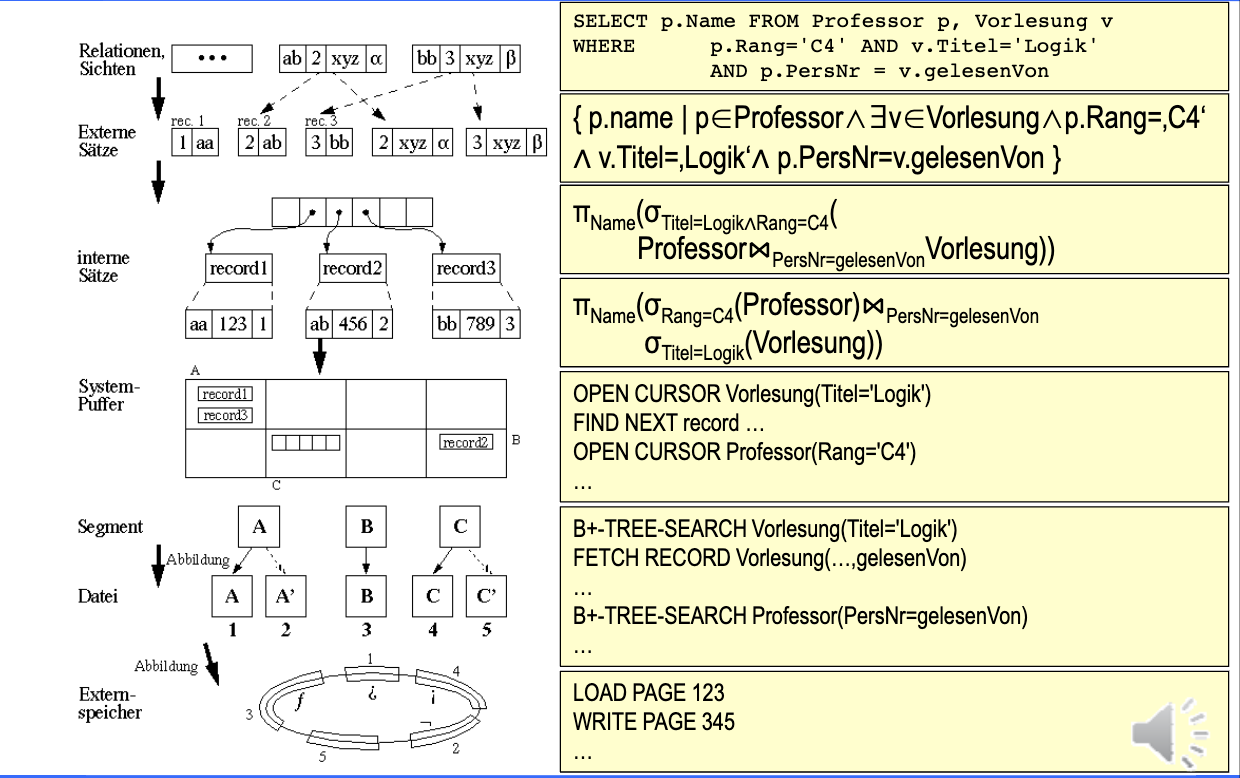 Relationen,
Sichten
•••
ab 2 xyz α
bb 3 xyz β
Externe
Sätze
rec. 1
1 aa
rec. 2
2 ab
rec. 3
3 bb
2 xyz α
3 xyz β
interne
Sätze
record1
record2
record3
aa 123 1
ab 456 2
bb 789 3
System-
Puffer
A
record1
record3
record2
B
C
Segment
A
B
C
Abbildung
Datei
A
A’
B
C
C’
1
2
3
4
5
Abbildung
Extern-
speicher
1
4
3
2
5
ƒ
¿
¡
¬
SELECT p.Name FROM Professor p, Vorlesung v
WHERE p.Rang='C4' AND v.Titel='Logik'
AND p.PersNr = v.gelesenVon
{ p.name | p∈Professor∧∃v∈Vorlesung∧p.Rang=‚C4‘
∧ v.Titel=‚Logik‘∧ p.PersNr=v.gelesenVon }
πName(σTitel=Logik∧Rang=C4(
Professor⋈PersNr=gelesenVonVorlesung))
πName(σRang=C4(Professor)⋈PersNr=gelesenVon
σTitel=Logik(Vorlesung))
OPEN CURSOR Vorlesung(Titel='Logik')
FIND NEXT record …
OPEN CURSOR Professor(Rang='C4')
…
B+-TREE-SEARCH Vorlesung(Titel='Logik')
FETCH RECORD Vorlesung(…,gelesenVon)
…
B+-TREE-SEARCH Professor(PersNr=gelesenVon)
…
LOAD PAGE 123
WRITE PAGE 345
…